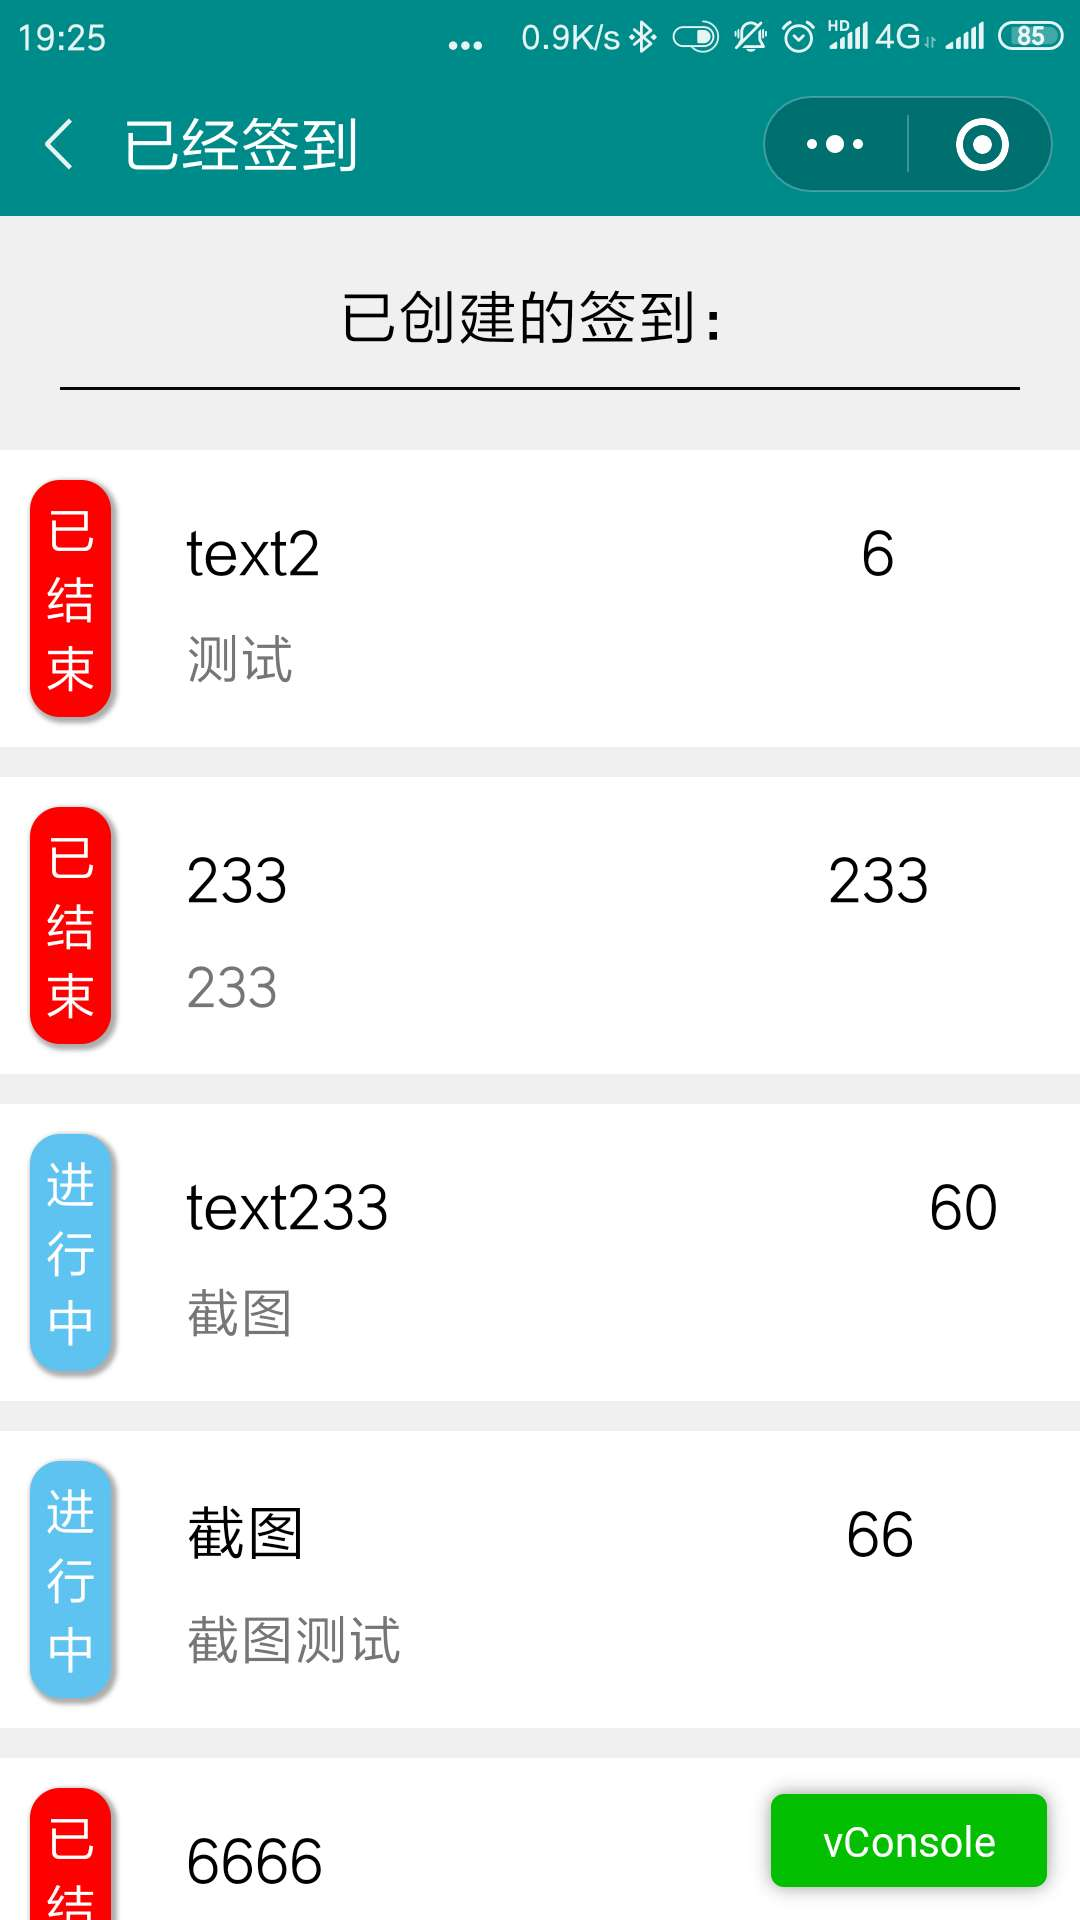 19:25 ... 0.9K/s HD 4G 85
已经签到
已创建的签到：
已结束
text2 6
测试
已结束
233 233
233
进行中
text233 60
截图
进行中
截图 66
截图测试
已结
6666
vConsole